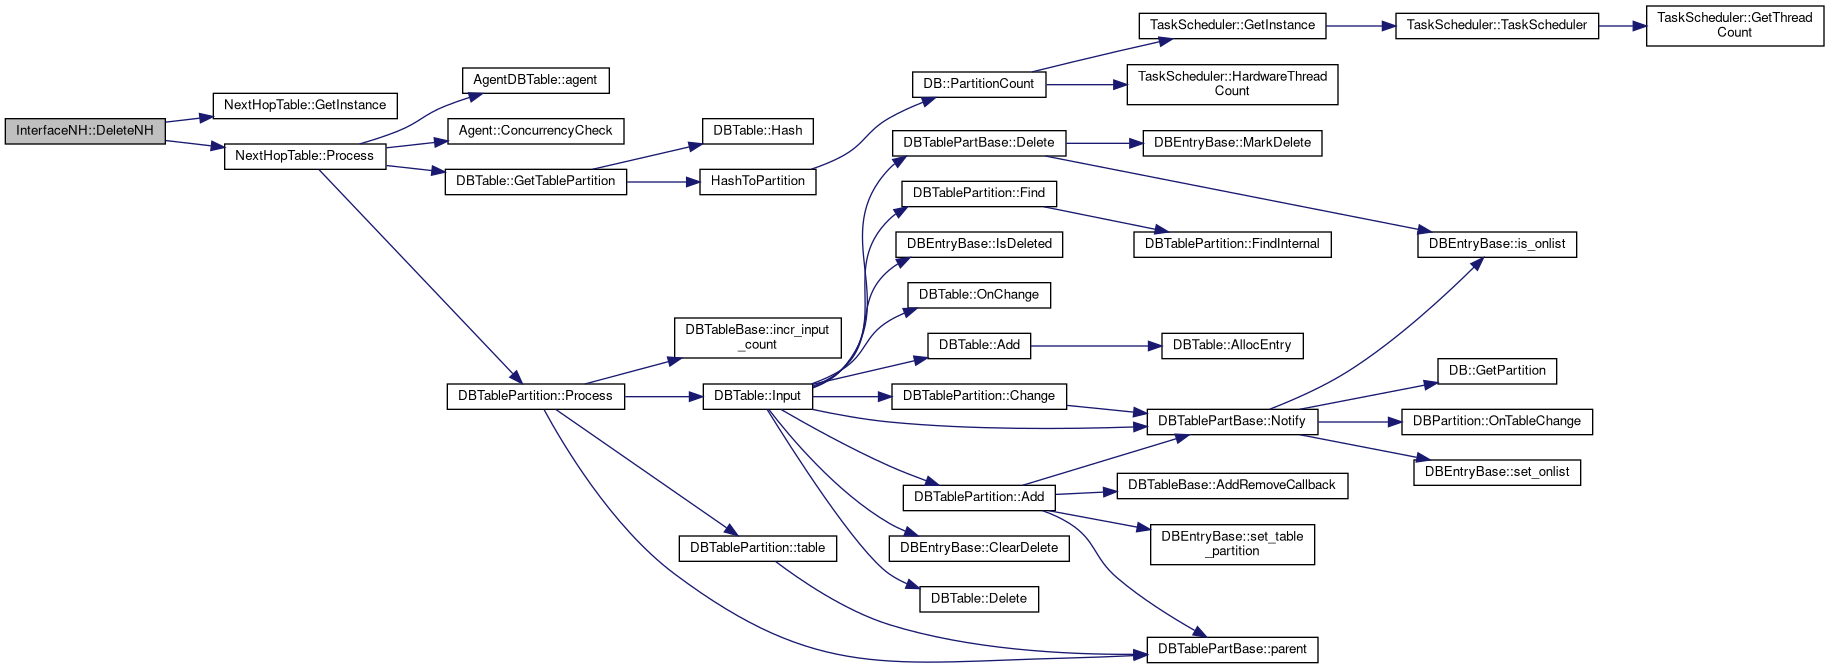 InterfaceNH::DeleteNH
NextHopTable::GetInstance
NextHopTable::Process
AgentDBTable::agent
Agent::ConcurrencyCheck
DBTable::GetTablePartition
DBTable::Hash
HashToPartition
DB::PartitionCount
TaskScheduler::GetInstance
TaskScheduler::TaskScheduler
TaskScheduler::GetThread
Count
TaskScheduler::HardwareThread
Count
DBTablePartition::Process
DBTableBase::incr_input
_count
DBTable::Input
DBTablePartBase::Delete
DBEntryBase::MarkDelete
DBTablePartition::Find
DBTablePartition::FindInternal
DBEntryBase::is_onlist
DBEntryBase::IsDeleted
DBTable::OnChange
DBTable::Add
DBTable::AllocEntry
DBTablePartition::Change
DBTablePartBase::Notify
DB::GetPartition
DBPartition::OnTableChange
DBEntryBase::set_onlist
DBTablePartition::Add
DBTableBase::AddRemoveCallback
DBEntryBase::set_table
_partition
DBTablePartition::table
DBEntryBase::ClearDelete
DBTable::Delete
DBTablePartBase::parent